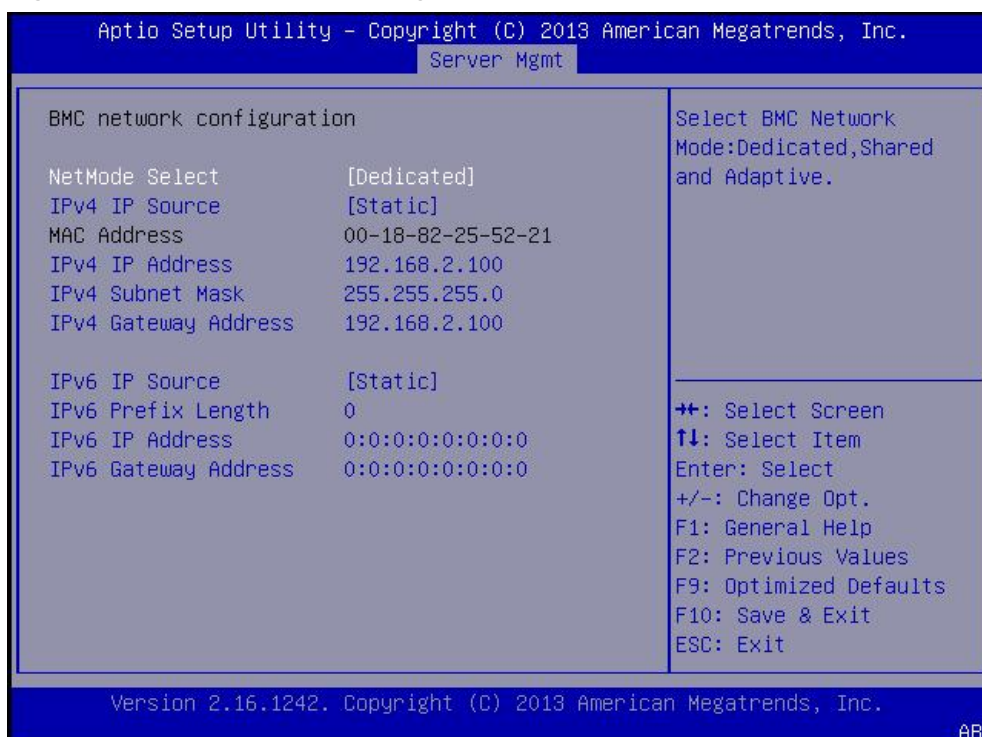 Aptio Setup Utility – Copyright (C) 2013 American Megatrends, Inc.
Server Mgmt
BMC network configuration
NetMode Select [Dedicated]
IPv4 IP Source [Static]
MAC Address 00-18-82-25-52-21
IPv4 IP Address 192.168.2.100
IPv4 Subnet Mask 255.255.255.0
IPv4 Gateway Address 192.168.2.100
IPv6 IP Source [Static]
IPv6 Prefix Length 0
IPv6 IP Address 0:0:0:0:0:0:0:0
IPv6 Gateway Address 0:0:0:0:0:0:0:0
Select BMC Network
Mode:Dedicated,Shared
and Adaptive.
→←: Select Screen
↑↓: Select Item
Enter: Select
+/-: Change Opt.
F1: General Help
F2: Previous Values
F9: Optimized Defaults
F10: Save & Exit
ESC: Exit
Version 2.16.1242. Copyright (C) 2013 American Megatrends, Inc.
AB